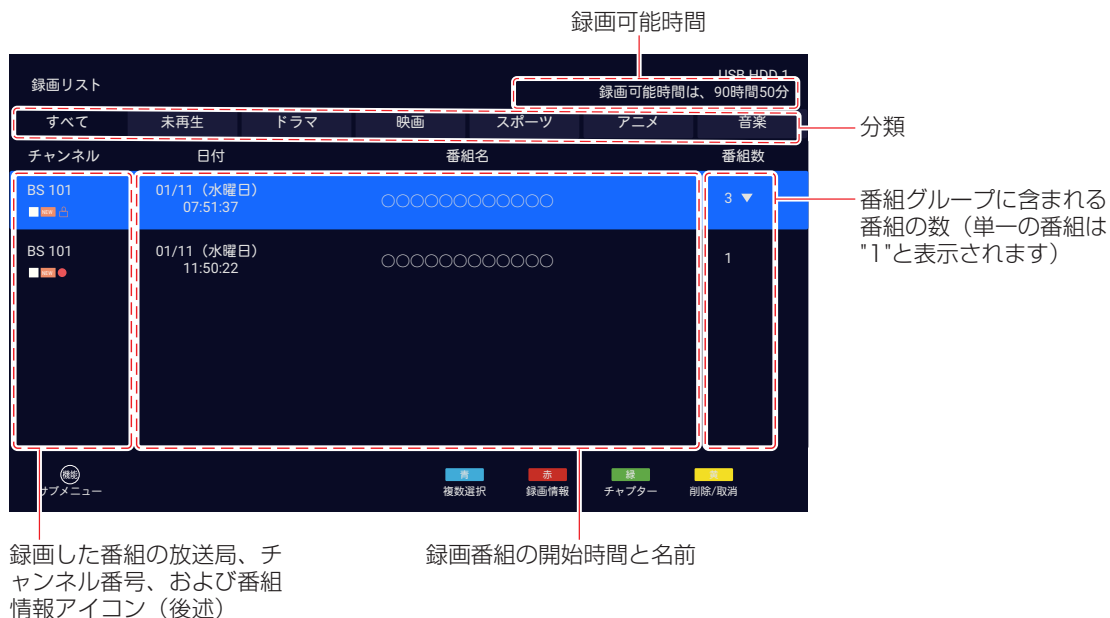 録画可能時間
USB HDD 1
録画リスト
録画可能時間は、90時間50分
すべて 未再生 ドラマ 映画 スポーツ アニメ 音楽
分類
チャンネル 日付 番組名 番組数
BS 101 01/11（水曜日）
07:51:37 ○○○○○○○○○○○○ 3 ▼
NEW
番組グループに含まれる
番組の数（単一の番組は
"1"と表示されます）
BS 101 01/11（水曜日）
11:50:22 ○○○○○○○○○○○○ 1
NEW
機能 青 赤 緑 黄
サブメニュー 複数選択 録画情報 チャプター 削除/取消
録画した番組の放送局、チ
ャンネル番号、および番組
情報アイコン（後述）
録画番組の開始時間と名前